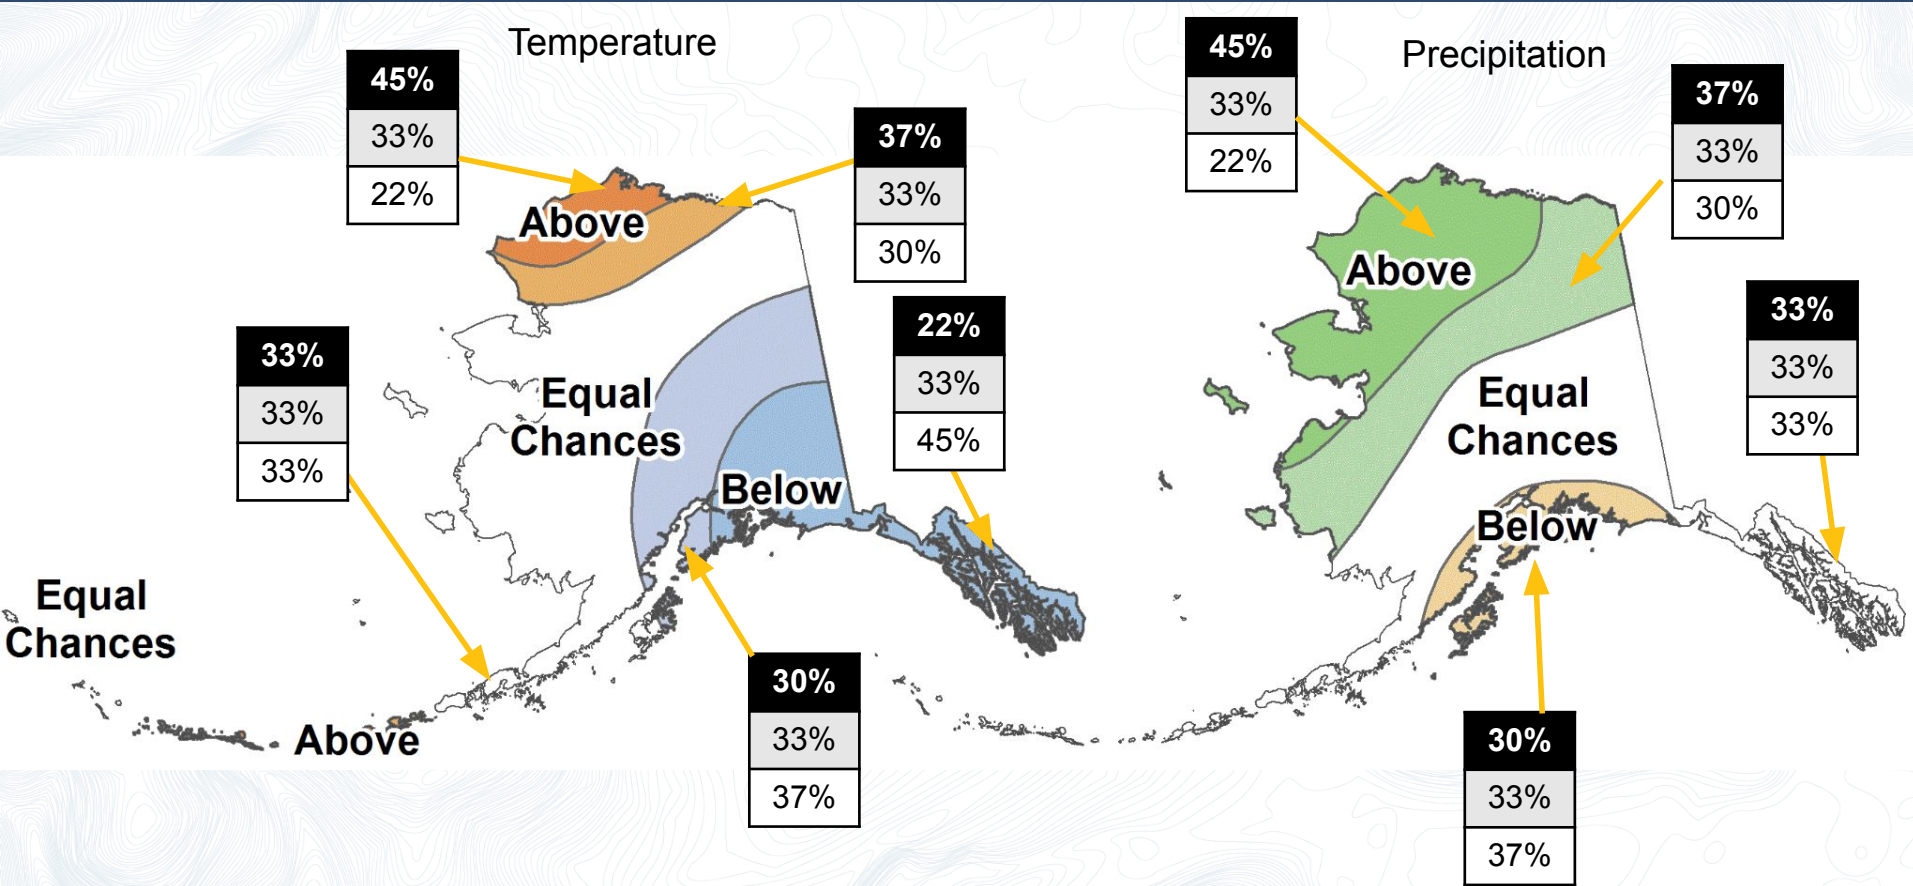 Temperature
45%
33%
22%
37%
33%
30%
Above
22%
33%
45%
33%
33%
33%
Equal
Chances
Below
Equal
Chances
Above
30%
33%
37%
Precipitation
45%
33%
22%
37%
33%
30%
Above
33%
33%
33%
Equal
Chances
Below
30%
33%
37%